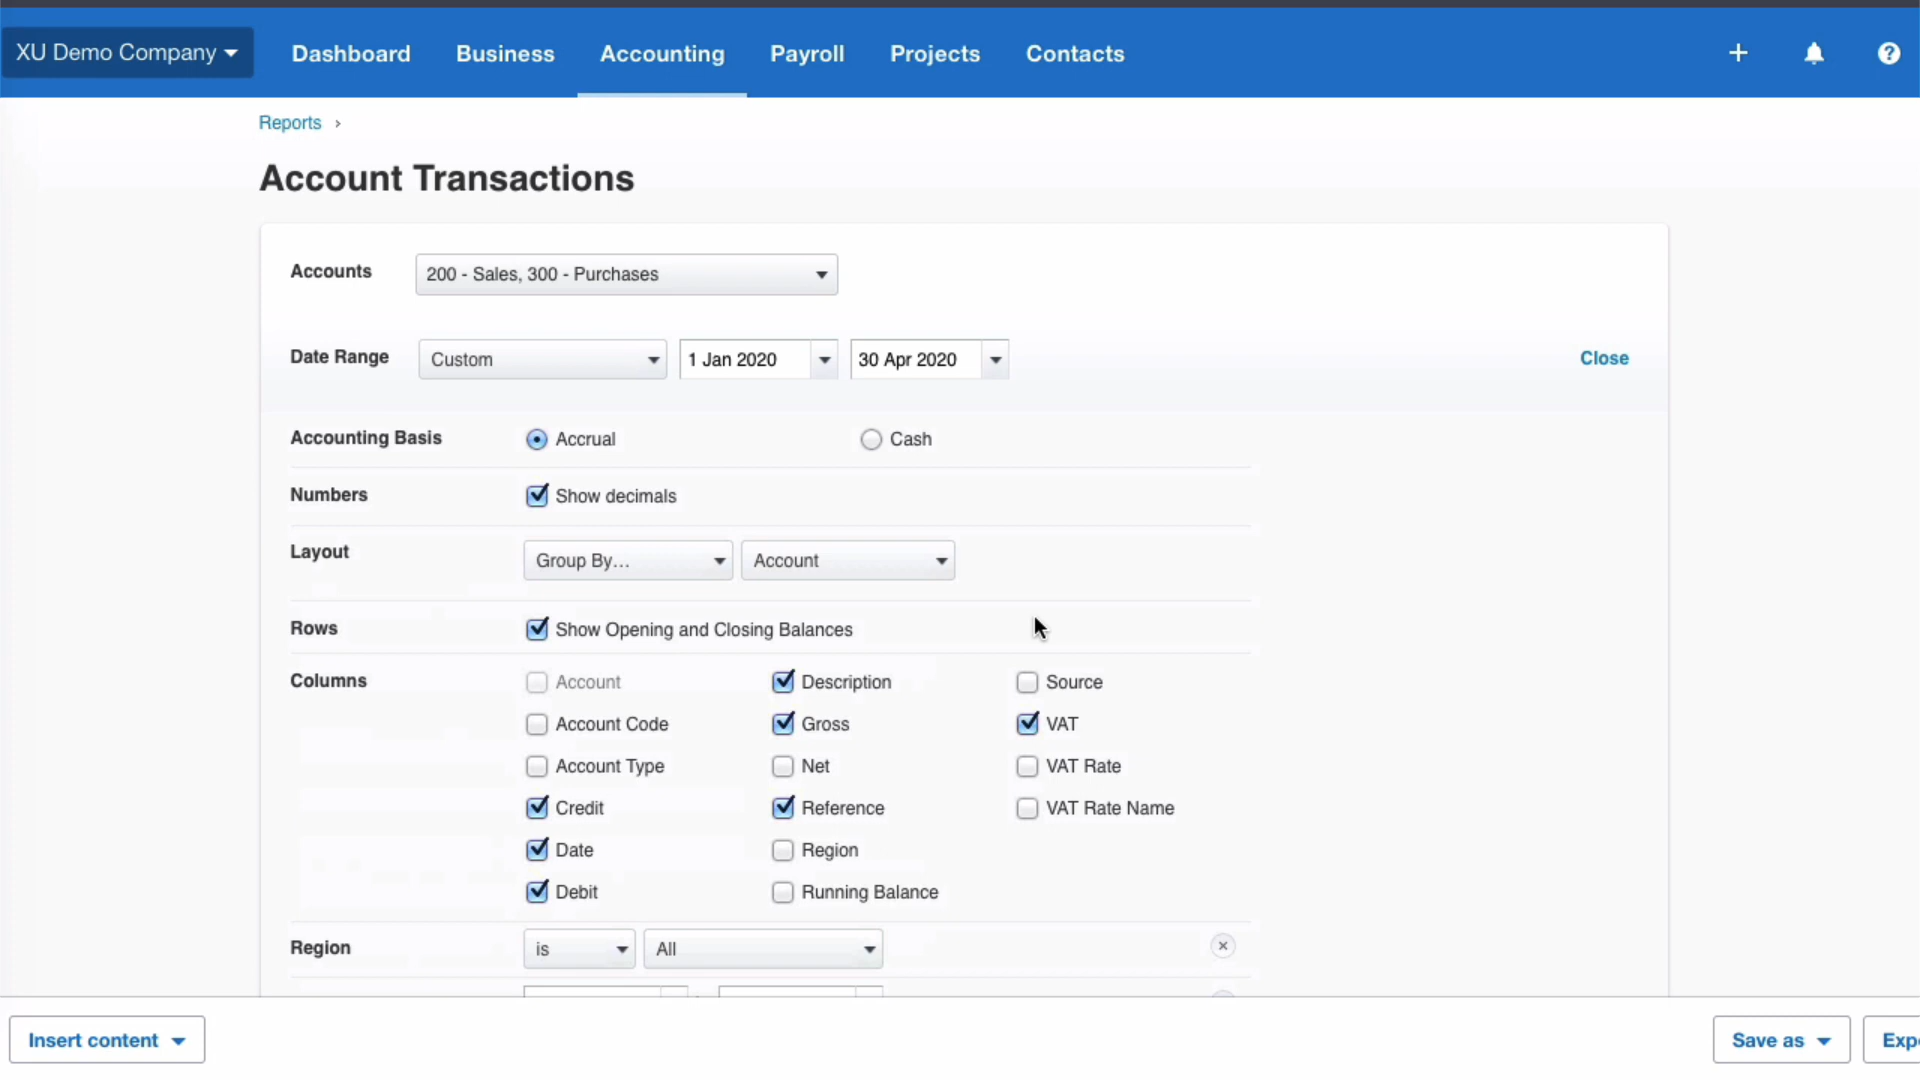 XU Demo Company Dashboard Business Accounting Payroll Projects Contacts
Reports ›
Account Transactions
Accounts 200 - Sales, 300 - Purchases
Date Range Custom 1 Jan 2020 30 Apr 2020 Close
Accounting Basis Accrual Cash
Numbers Show decimals
Layout Group By... Account
Rows Show Opening and Closing Balances
Columns Account Description Source
Account Code Gross VAT
Account Type Net VAT Rate
Credit Reference VAT Rate Name
Date Region
Debit Running Balance
Region is All
Insert content Save as